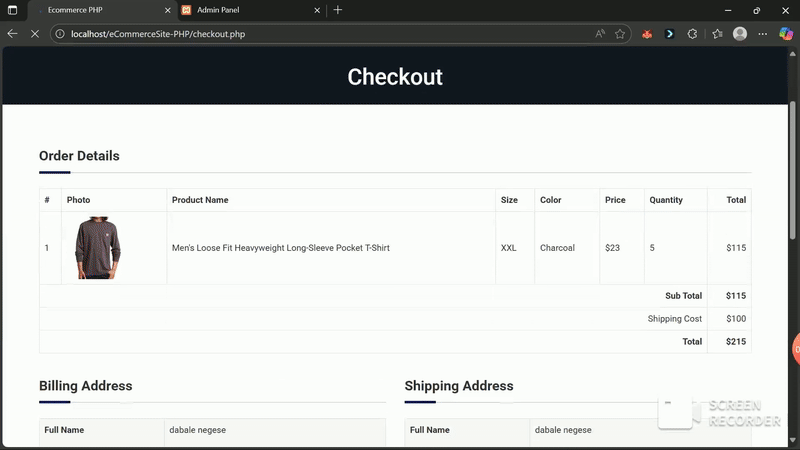 Ecommerce PHP
Admin Panel
localhost/eCommerceSite-PHP/checkout.php
Checkout
Order Details
# Photo Product Name Size Color Price Quantity Total
1 Men's Loose Fit Heavyweight Long-Sleeve Pocket T-Shirt XXL Charcoal $23 5 $115
Sub Total $115
Shipping Cost $100
Total $215
Billing Address
Shipping Address
Full Name dabale negese
Full Name dabale negese
SCREEN
RECORDER